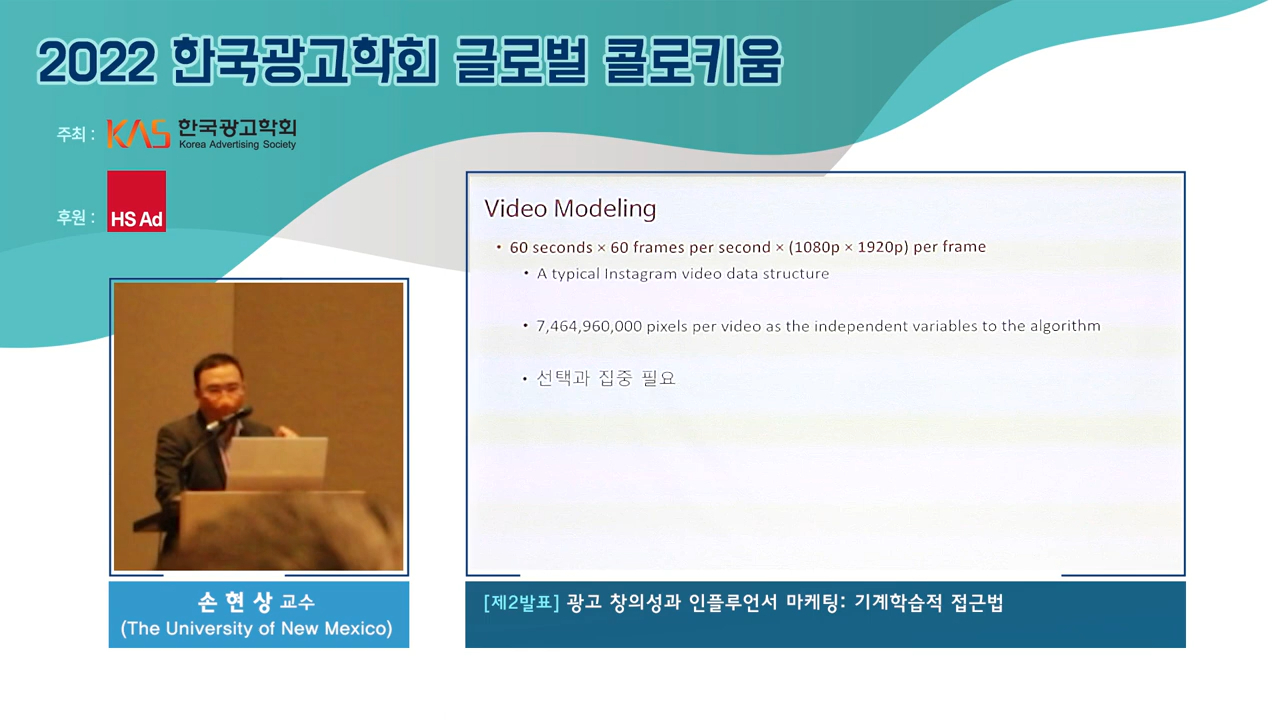 2022 한국광고학회 글로벌 콜로키움
주최 : KAS 한국광고학회
Korea Advertising Society
후원 : HS Ad
Video Modeling
• 60 seconds × 60 frames per second × (1080p × 1920p) per frame
• A typical Instagram video data structure
• 7,464,960,000 pixels per video as the independent variables to the algorithm
• 선택과 집중 필요
손 현 상 교수
(The University of New Mexico)
[제2발표] 광고 창의성과 인플루언서 마케팅: 기계학습적 접근법